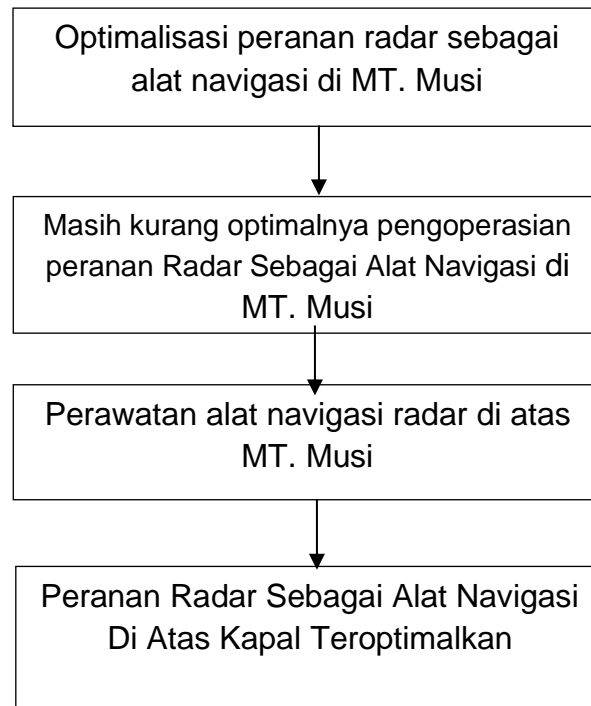 Optimalisasi peranan radar sebagai
alat navigasi di MT. Musi
Masih kurang optimalnya pengoperasian
peranan Radar Sebagai Alat Navigasi di
MT. Musi
Perawatan alat navigasi radar di atas
MT. Musi
Peranan Radar Sebagai Alat Navigasi
Di Atas Kapal Teroptimalkan